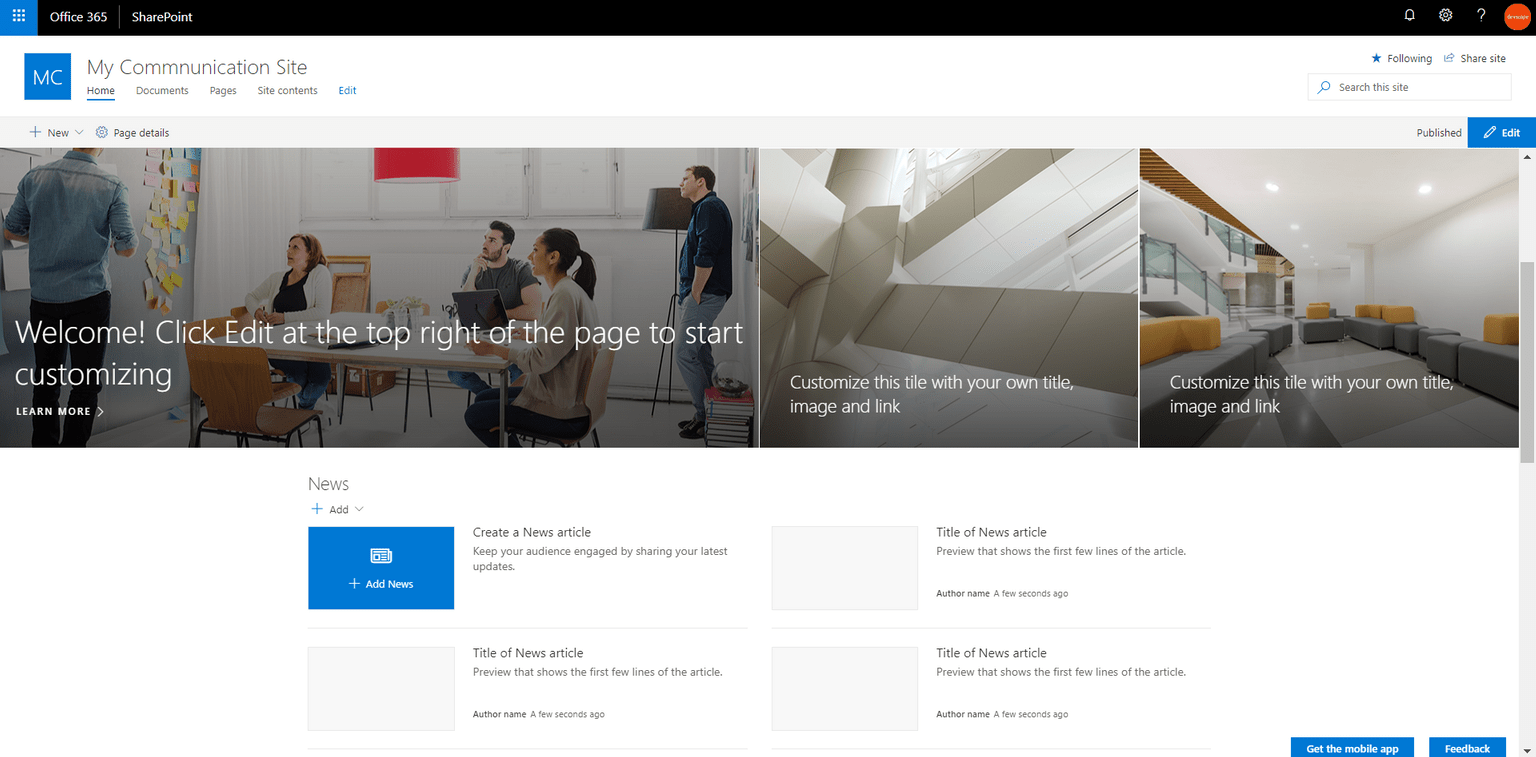 Office 365 SharePoint
MC
My Commnunication Site
Home Documents Pages Site contents Edit
Following Share site
Search this site
New Page details
Published Edit
Welcome! Click Edit at the top right of the page to start
customizing
LEARN MORE
Customize this tile with your own title,
image and link
Customize this tile with your own title,
image and link
News
Add
Add News
Create a News article
Keep your audience engaged by sharing your latest
updates.
Title of News article
Preview that shows the first few lines of the article.
Author name A few seconds ago
Title of News article
Preview that shows the first few lines of the article.
Author name A few seconds ago
Title of News article
Preview that shows the first few lines of the article.
Author name A few seconds ago
Get the mobile app Feedback